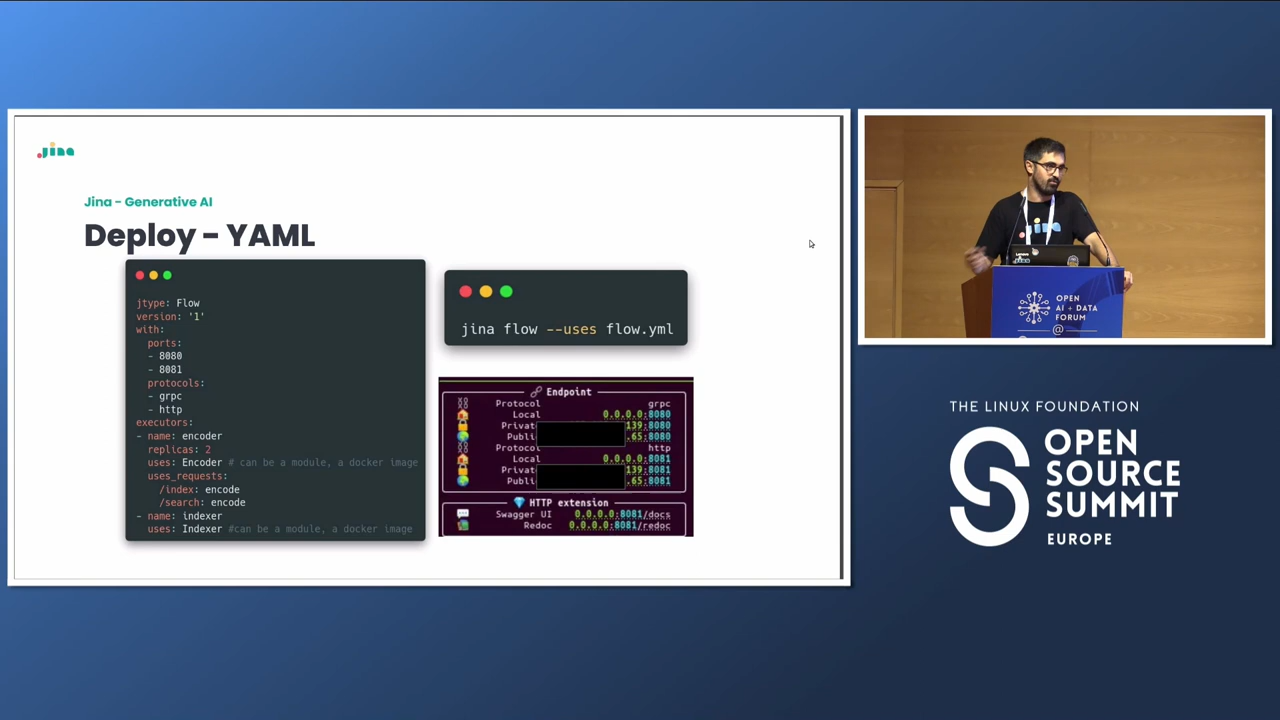 Jina
Jina - Generative AI
Deploy - YAML
jtype: Flow
version: '1'
with:
ports:
- 8080
- 8081
protocols:
- grpc
- http
executors:
- name: encoder
replicas: 2
uses: Encoder # can be a module, a docker image
uses_requests:
/index: encode
/search: encode
- name: indexer
uses: Indexer #can be a module, a docker image
jina flow --uses flow.yml
Endpoint
Protocol grpc
Local 0.0.0.0:8080
Privat 139:8080
Publi .65:8080
Protocol http
Local 0.0.0.0:8081
Privat 139:8081
Publi .65:8081
HTTP extension
Swagger UI 0.0.0.0:8081/docs
Redoc 0.0.0.0:8081/redoc
jina
Lenovo
Jina
OPEN
AI + DATA
FORUM
@
THE LINUX FOUNDATION
OPEN
SOURCE
SUMMIT
EUROPE